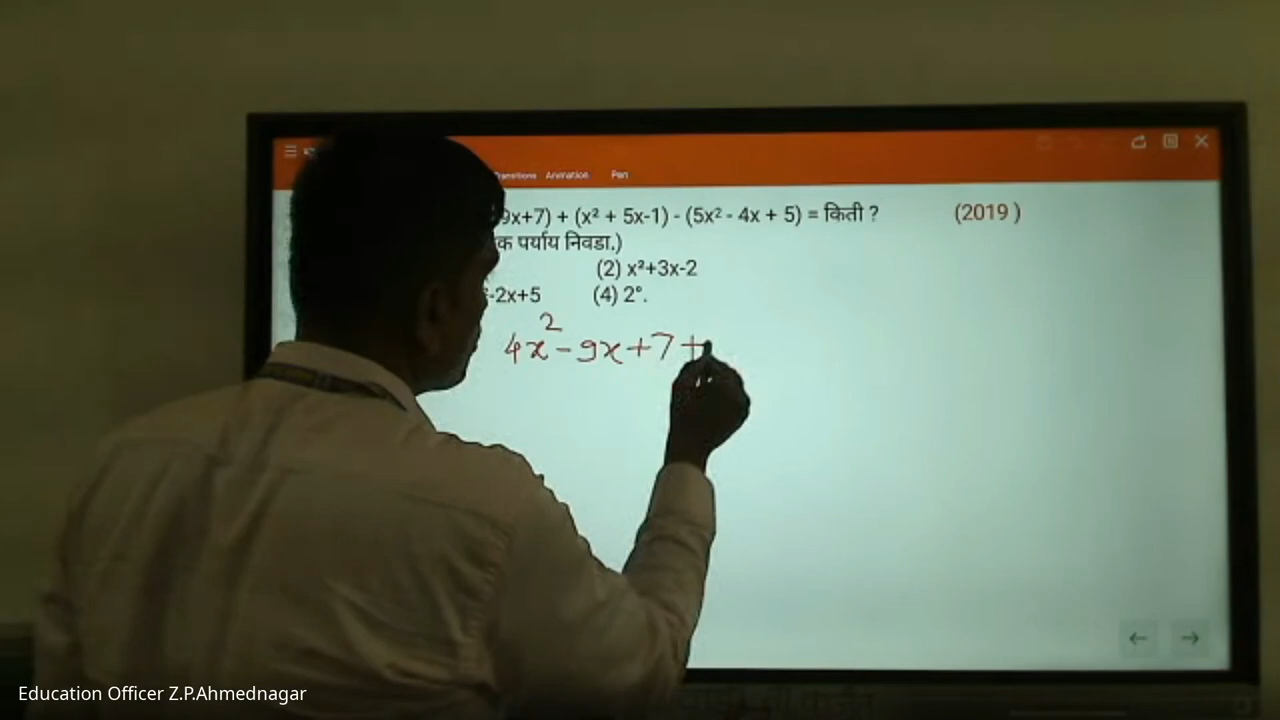 Transitions Animation Pen
9x+7) + (x² + 5x-1) - (5x² - 4x + 5) = किती ? (2019 )
क पर्याय निवडा.)
(2) x²+3x-2
-2x+5 (4) 2°.
4x² - 9x + 7 +
Education Officer Z.P.Ahmednagar